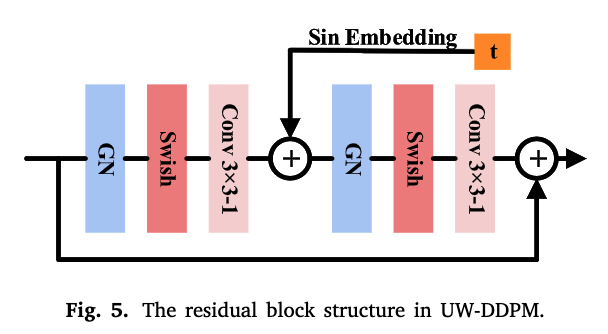 Sin Embedding t
GN
Swish
Conv 3×3-1
+
GN
Swish
Conv 3×3-1
+
Fig. 5. The residual block structure in UW-DDPM.